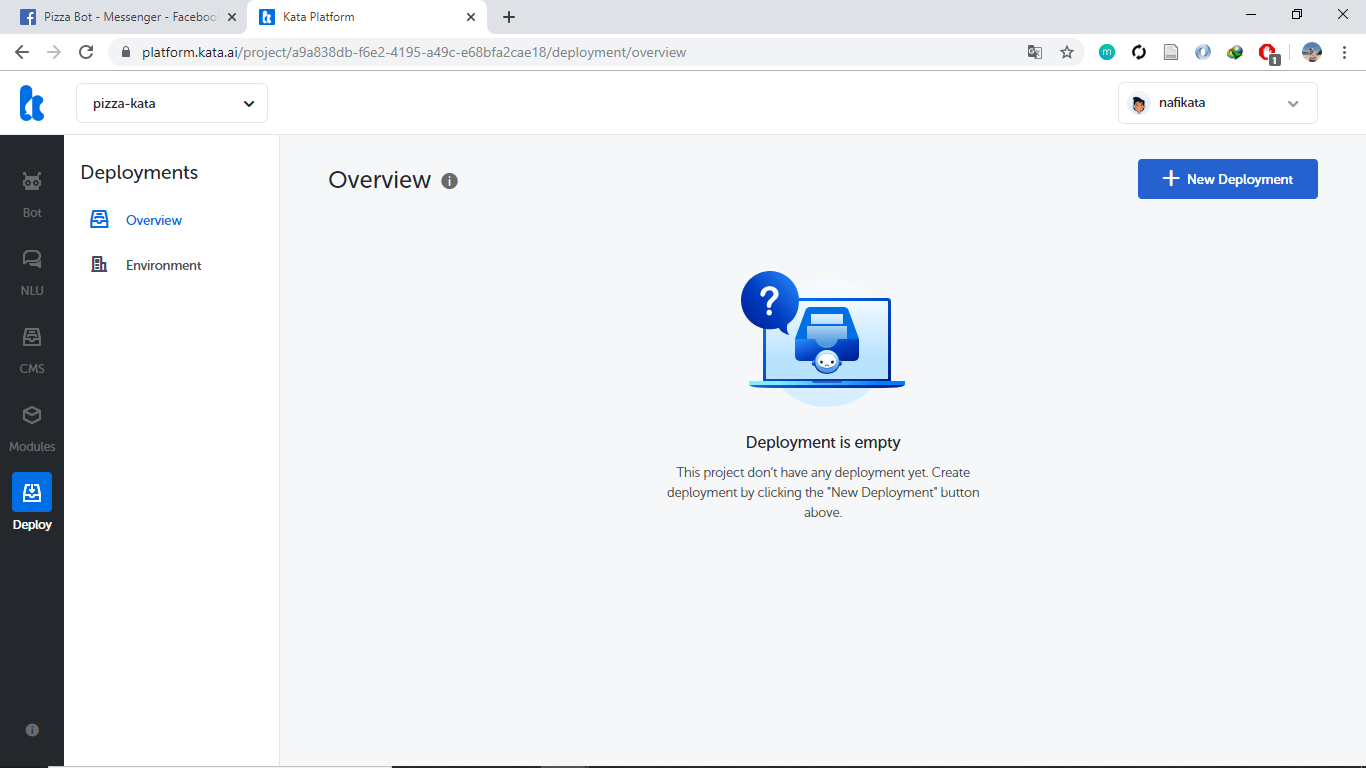 Pizza Bot - Messenger - Faceboo
Kata Platform
platform.kata.ai/project/a9a838db-f6e2-4195-a49c-e68bfa2cae18/deployment/overview
m
1
pizza-kata
nafikata
Bot
NLU
CMS
Modules
Deploy
Deployments
Overview
Environment
Overview
New Deployment
?
Deployment is empty
This project don't have any deployment yet. Create
deployment by clicking the "New Deployment" button
above.